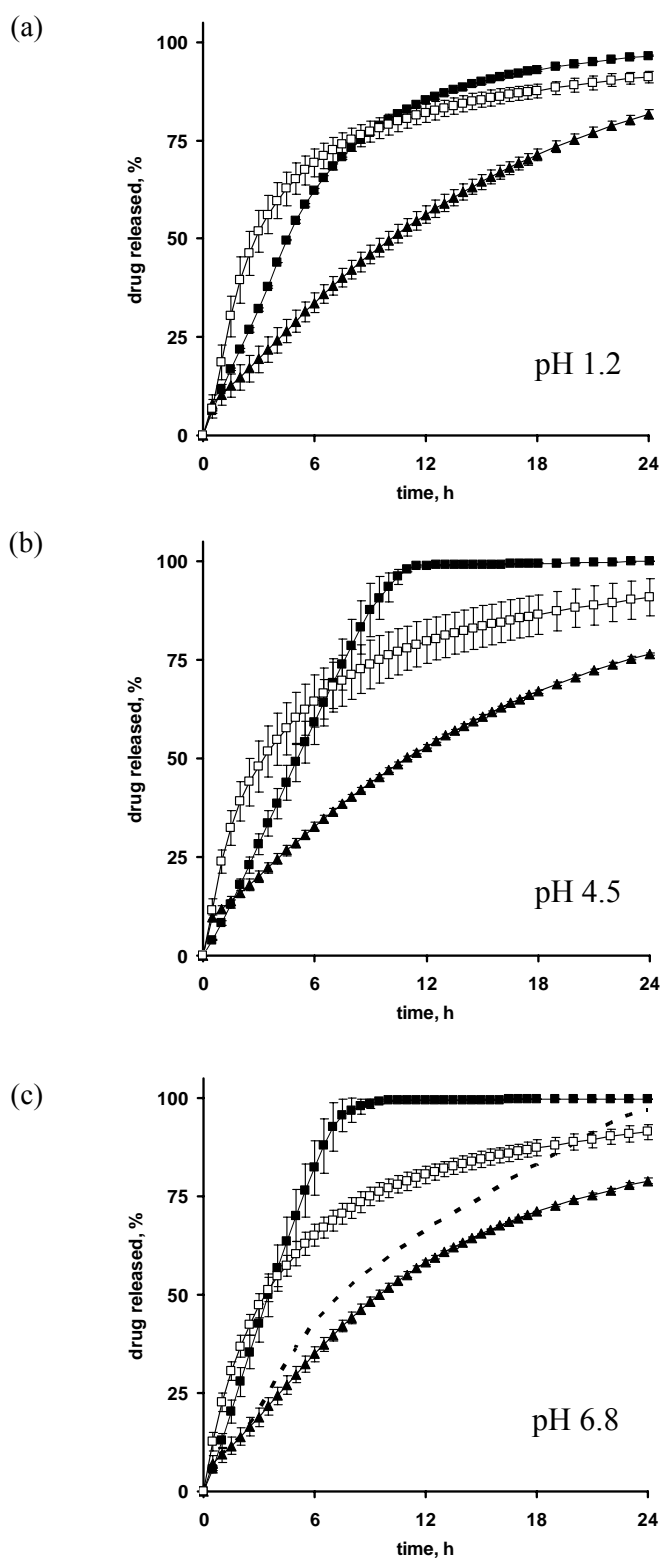 (a)
drug released, %
100
75
50
25
0
pH 1.2
0 6 12 18 24
time, h
(b)
drug released, %
100
75
50
25
0
pH 4.5
0 6 12 18 24
time, h
(c)
drug released, %
100
75
50
25
0
pH 6.8
0 6 12 18 24
time, h